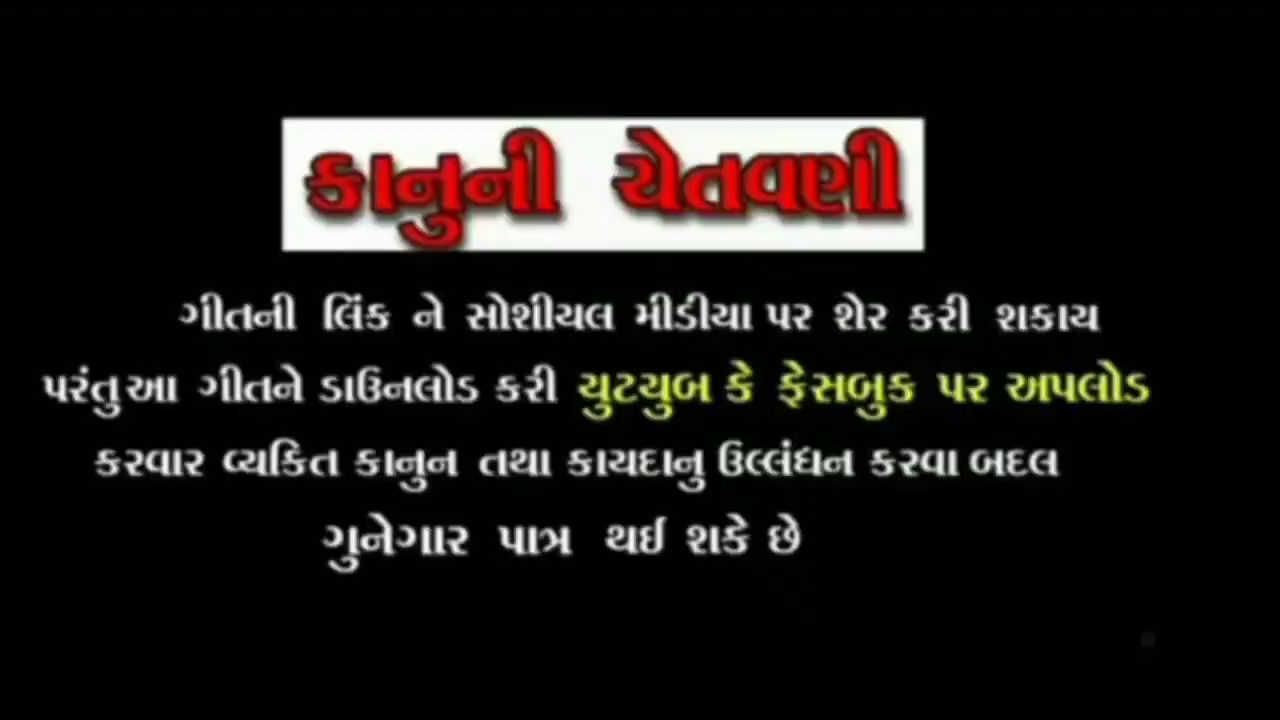 કાનુની ચેતવણી
ગીતની લિંક ને સોશીયલ મીડીયા પર શેર કરી શકાય
પરંતુ આ ગીતને ડાઉનલોડ કરી યુટયુબ કે ફેસબુક પર અપલોડ
કરવાર વ્યકિત કાનુન તથા કાયદાનુ ઉલ્લંઘન કરવા બદલ
ગુનેગાર પાત્ર થઈ શકે છે